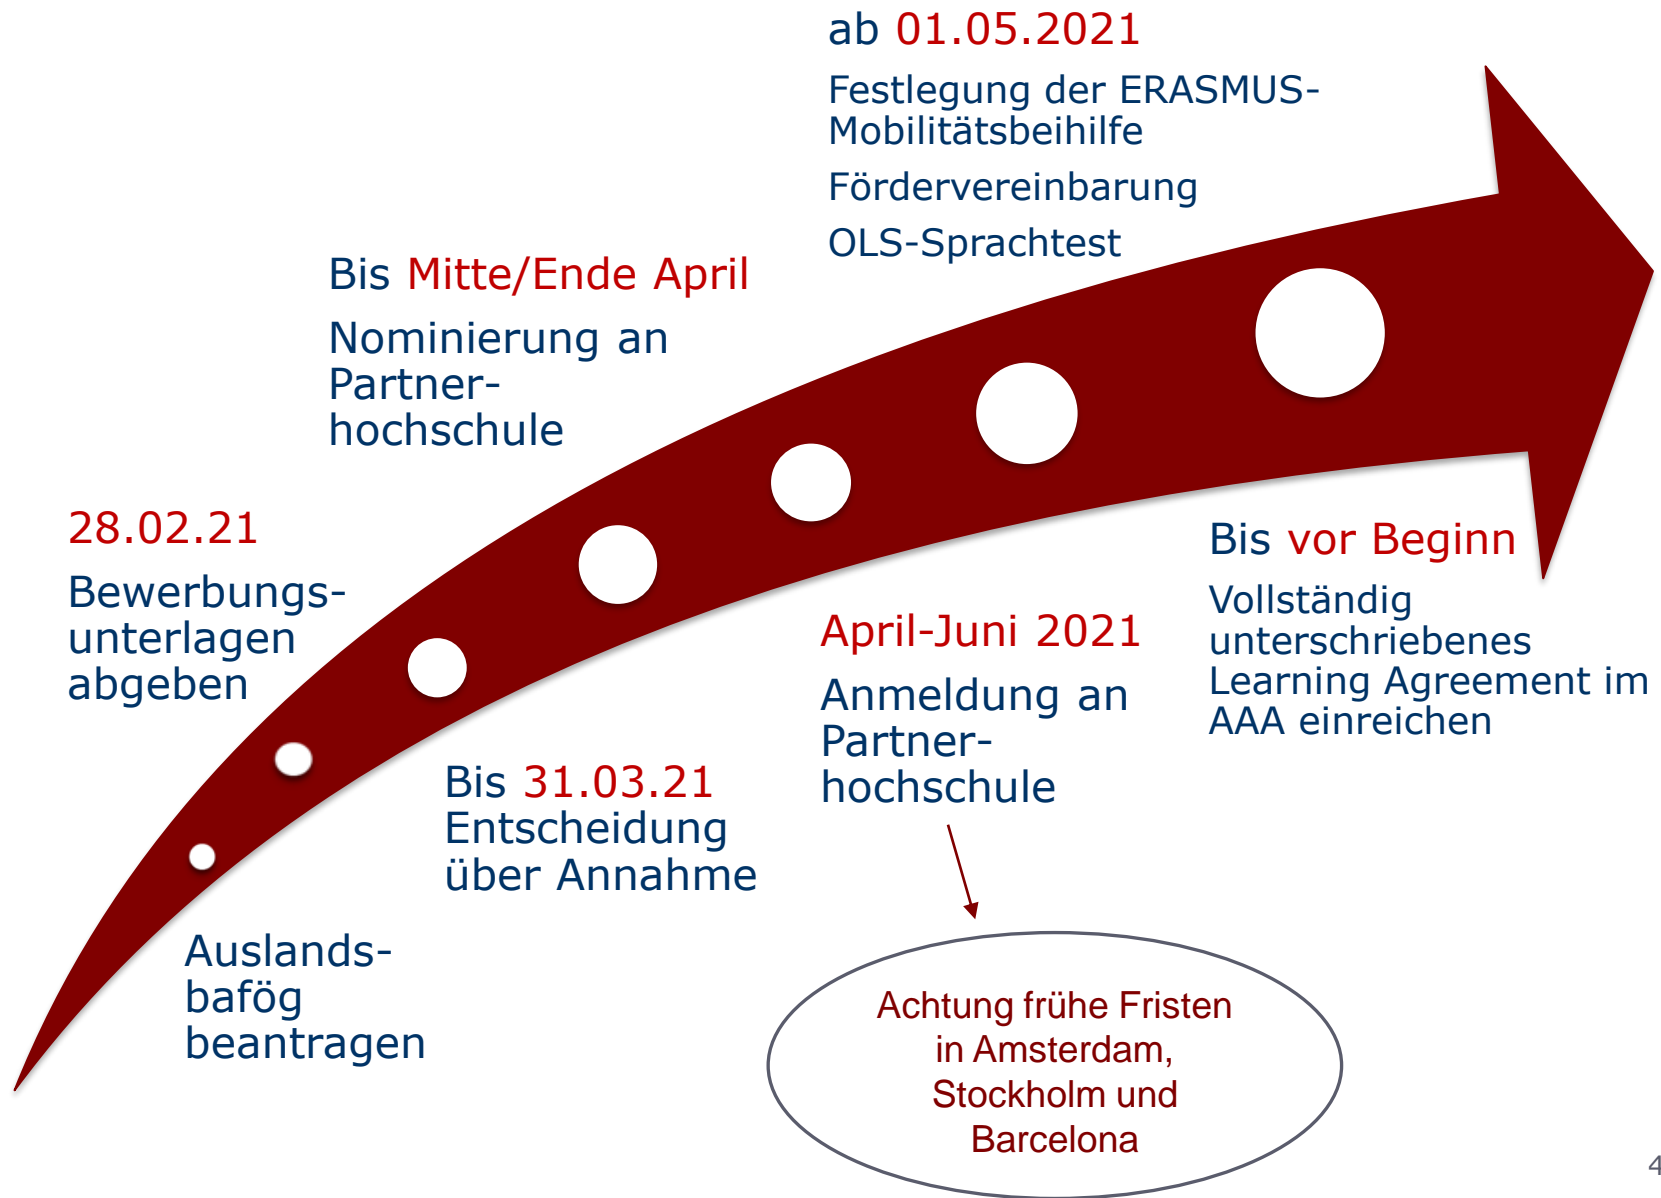 ab 01.05.2021
Festlegung der ERASMUS-
Mobilitätsbeihilfe
Fördervereinbarung
OLS-Sprachtest
Bis Mitte/Ende April
Nominierung an
Partner-
hochschule
28.02.21
Bewerbungs-
unterlagen
abgeben
Bis vor Beginn
Vollständig
unterschriebenes
Learning Agreement im
AAA einreichen
April-Juni 2021
Anmeldung an
Partner-
hochschule
Bis 31.03.21
Entscheidung
über Annahme
Auslands-
bafög
beantragen
Achtung frühe Fristen
in Amsterdam,
Stockholm und
Barcelona
4